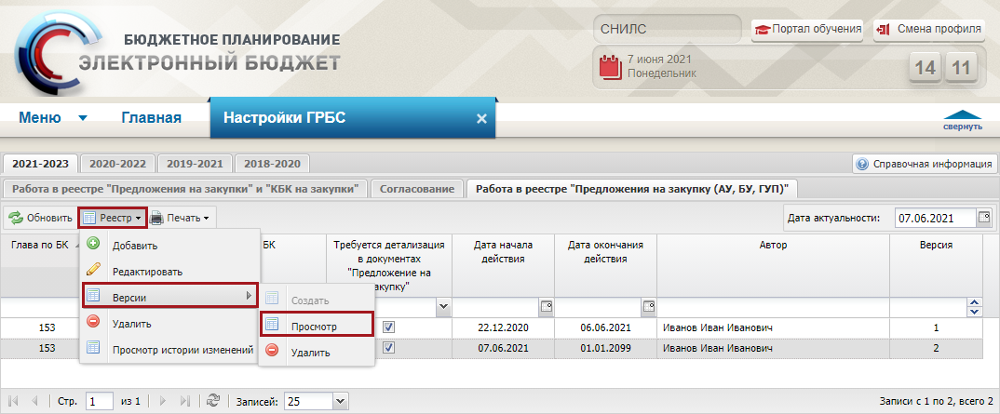 БЮДЖЕТНОЕ ПЛАНИРОВАНИЕ
ЭЛЕКТРОННЫЙ БЮДЖЕТ
СНИЛС
Портал обучения
Смена профиля
7 июня 2021
Понедельник
14 11
Меню
Главная
Настройки ГРБС
свернуть
2021-2023
2020-2022
2019-2021
2018-2020
Справочная информация
Работа в реестре "Предложения на закупки" и "КБК на закупки"
Согласование
Работа в реестре "Предложения на закупку (АУ, БУ, ГУП)"
Обновить
Реестр
Печать
Дата актуальности:
07.06.2021
Глава по БК
БК
Требуется детализация
в документах
"Предложение на
закупку"
Дата начала
действия
Дата окончания
действия
Автор
Версия
Добавить
Редактировать
Версии
Удалить
Просмотр истории изменений
Создать
Просмотр
Удалить
153 22.12.2020 06.06.2021 Иванов Иван Иванович 1
153 07.06.2021 01.01.2099 Иванов Иван Иванович 2
Стр. 1 из 1
Записей: 25
Записи с 1 по 2, всего 2